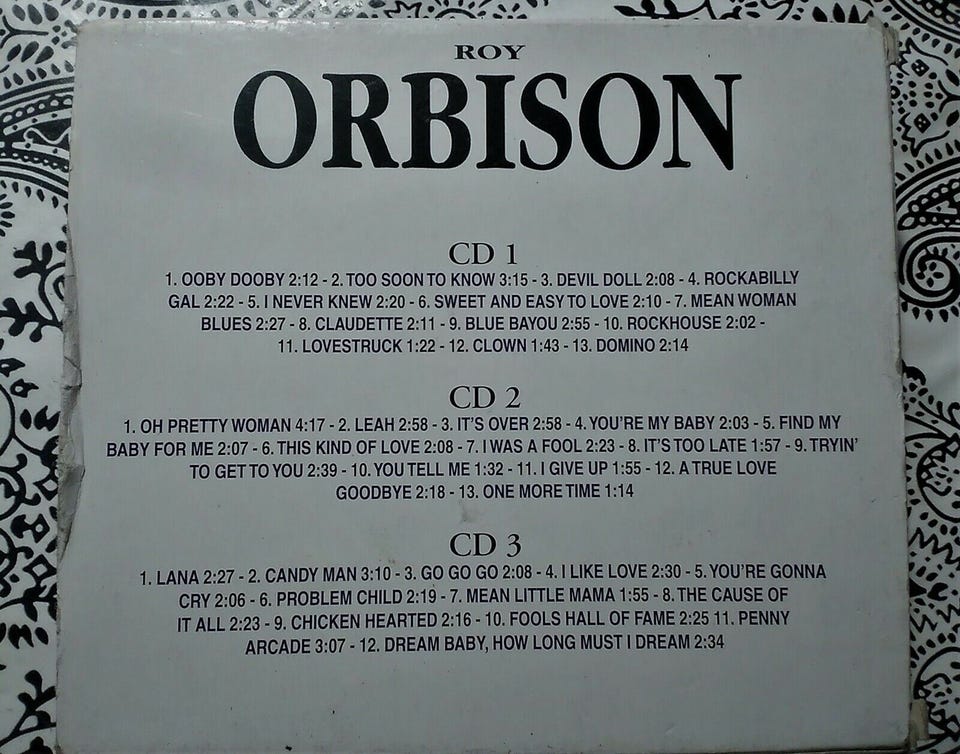 ROY
ORBISON
CD 1
1. OOBY DOOBY 2:12 - 2. TOO SOON TO KNOW 3:15 - 3. DEVIL DOLL 2:08 - 4. ROCKABILLY
GAL 2:22 - 5. I NEVER KNEW 2:20 - 6. SWEET AND EASY TO LOVE 2:10 - 7. MEAN WOMAN
BLUES 2:27 - 8. CLAUDETTE 2:11 - 9. BLUE BAYOU 2:55 - 10. ROCKHOUSE 2:02 -
11. LOVESTRUCK 1:22 - 12. CLOWN 1:43 - 13. DOMINO 2:14
CD 2
1. OH PRETTY WOMAN 4:17 - 2. LEAH 2:58 - 3. IT'S OVER 2:58 - 4. YOU'RE MY BABY 2:03 - 5. FIND MY
BABY FOR ME 2:07 - 6. THIS KIND OF LOVE 2:08 - 7. I WAS A FOOL 2:23 - 8. IT'S TOO LATE 1:57 - 9. TRYIN'
TO GET TO YOU 2:39 - 10. YOU TELL ME 1:32 - 11. I GIVE UP 1:55 - 12. A TRUE LOVE
GOODBYE 2:18 - 13. ONE MORE TIME 1:14
CD 3
1. LANA 2:27 - 2. CANDY MAN 3:10 - 3. GO GO GO 2:08 - 4. I LIKE LOVE 2:30 - 5. YOU'RE GONNA
CRY 2:06 - 6. PROBLEM CHILD 2:19 - 7. MEAN LITTLE MAMA 1:55 - 8. THE CAUSE OF
IT ALL 2:23 - 9. CHICKEN HEARTED 2:16 - 10. FOOLS HALL OF FAME 2:25 11. PENNY
ARCADE 3:07 - 12. DREAM BABY, HOW LONG MUST I DREAM 2:34